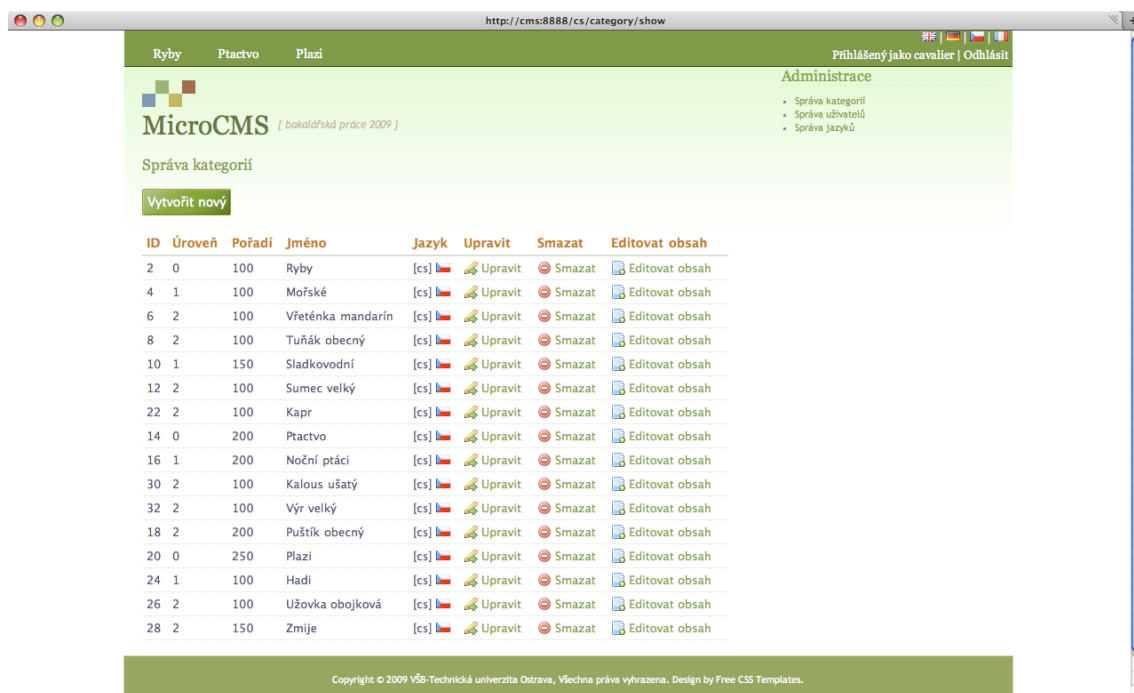 http://cms:8888/cs/category/show
Ryby Ptactvo Plazi
Přihlášený jako cavalier | Odhlásit
Administrace
Správa kategorií
Správa uživatelů
Správa jazyků
MicroCMS [ bakalářská práce 2009 ]
Správa kategorií
Vytvořit nový
ID Úroveň Pořadí Jméno Jazyk Upravit Smazat Editovat obsah
2 0 100 Ryby [cs] Upravit Smazat Editovat obsah
4 1 100 Mořské [cs] Upravit Smazat Editovat obsah
6 2 100 Vřeténka mandarín [cs] Upravit Smazat Editovat obsah
8 2 100 Tuňák obecný [cs] Upravit Smazat Editovat obsah
10 1 150 Sladkovodní [cs] Upravit Smazat Editovat obsah
12 2 100 Sumec velký [cs] Upravit Smazat Editovat obsah
22 2 100 Kapr [cs] Upravit Smazat Editovat obsah
14 0 200 Ptactvo [cs] Upravit Smazat Editovat obsah
16 1 200 Noční ptáci [cs] Upravit Smazat Editovat obsah
30 2 100 Kalous ušatý [cs] Upravit Smazat Editovat obsah
32 2 100 Výr velký [cs] Upravit Smazat Editovat obsah
18 2 200 Puštík obecný [cs] Upravit Smazat Editovat obsah
20 0 250 Plazi [cs] Upravit Smazat Editovat obsah
24 1 100 Hadi [cs] Upravit Smazat Editovat obsah
26 2 100 Užovka obojková [cs] Upravit Smazat Editovat obsah
28 2 150 Zmije [cs] Upravit Smazat Editovat obsah
Copyright © 2009 VŠB-Technická univerzita Ostrava, Všechna práva vyhrazena. Design by Free CSS Templates.